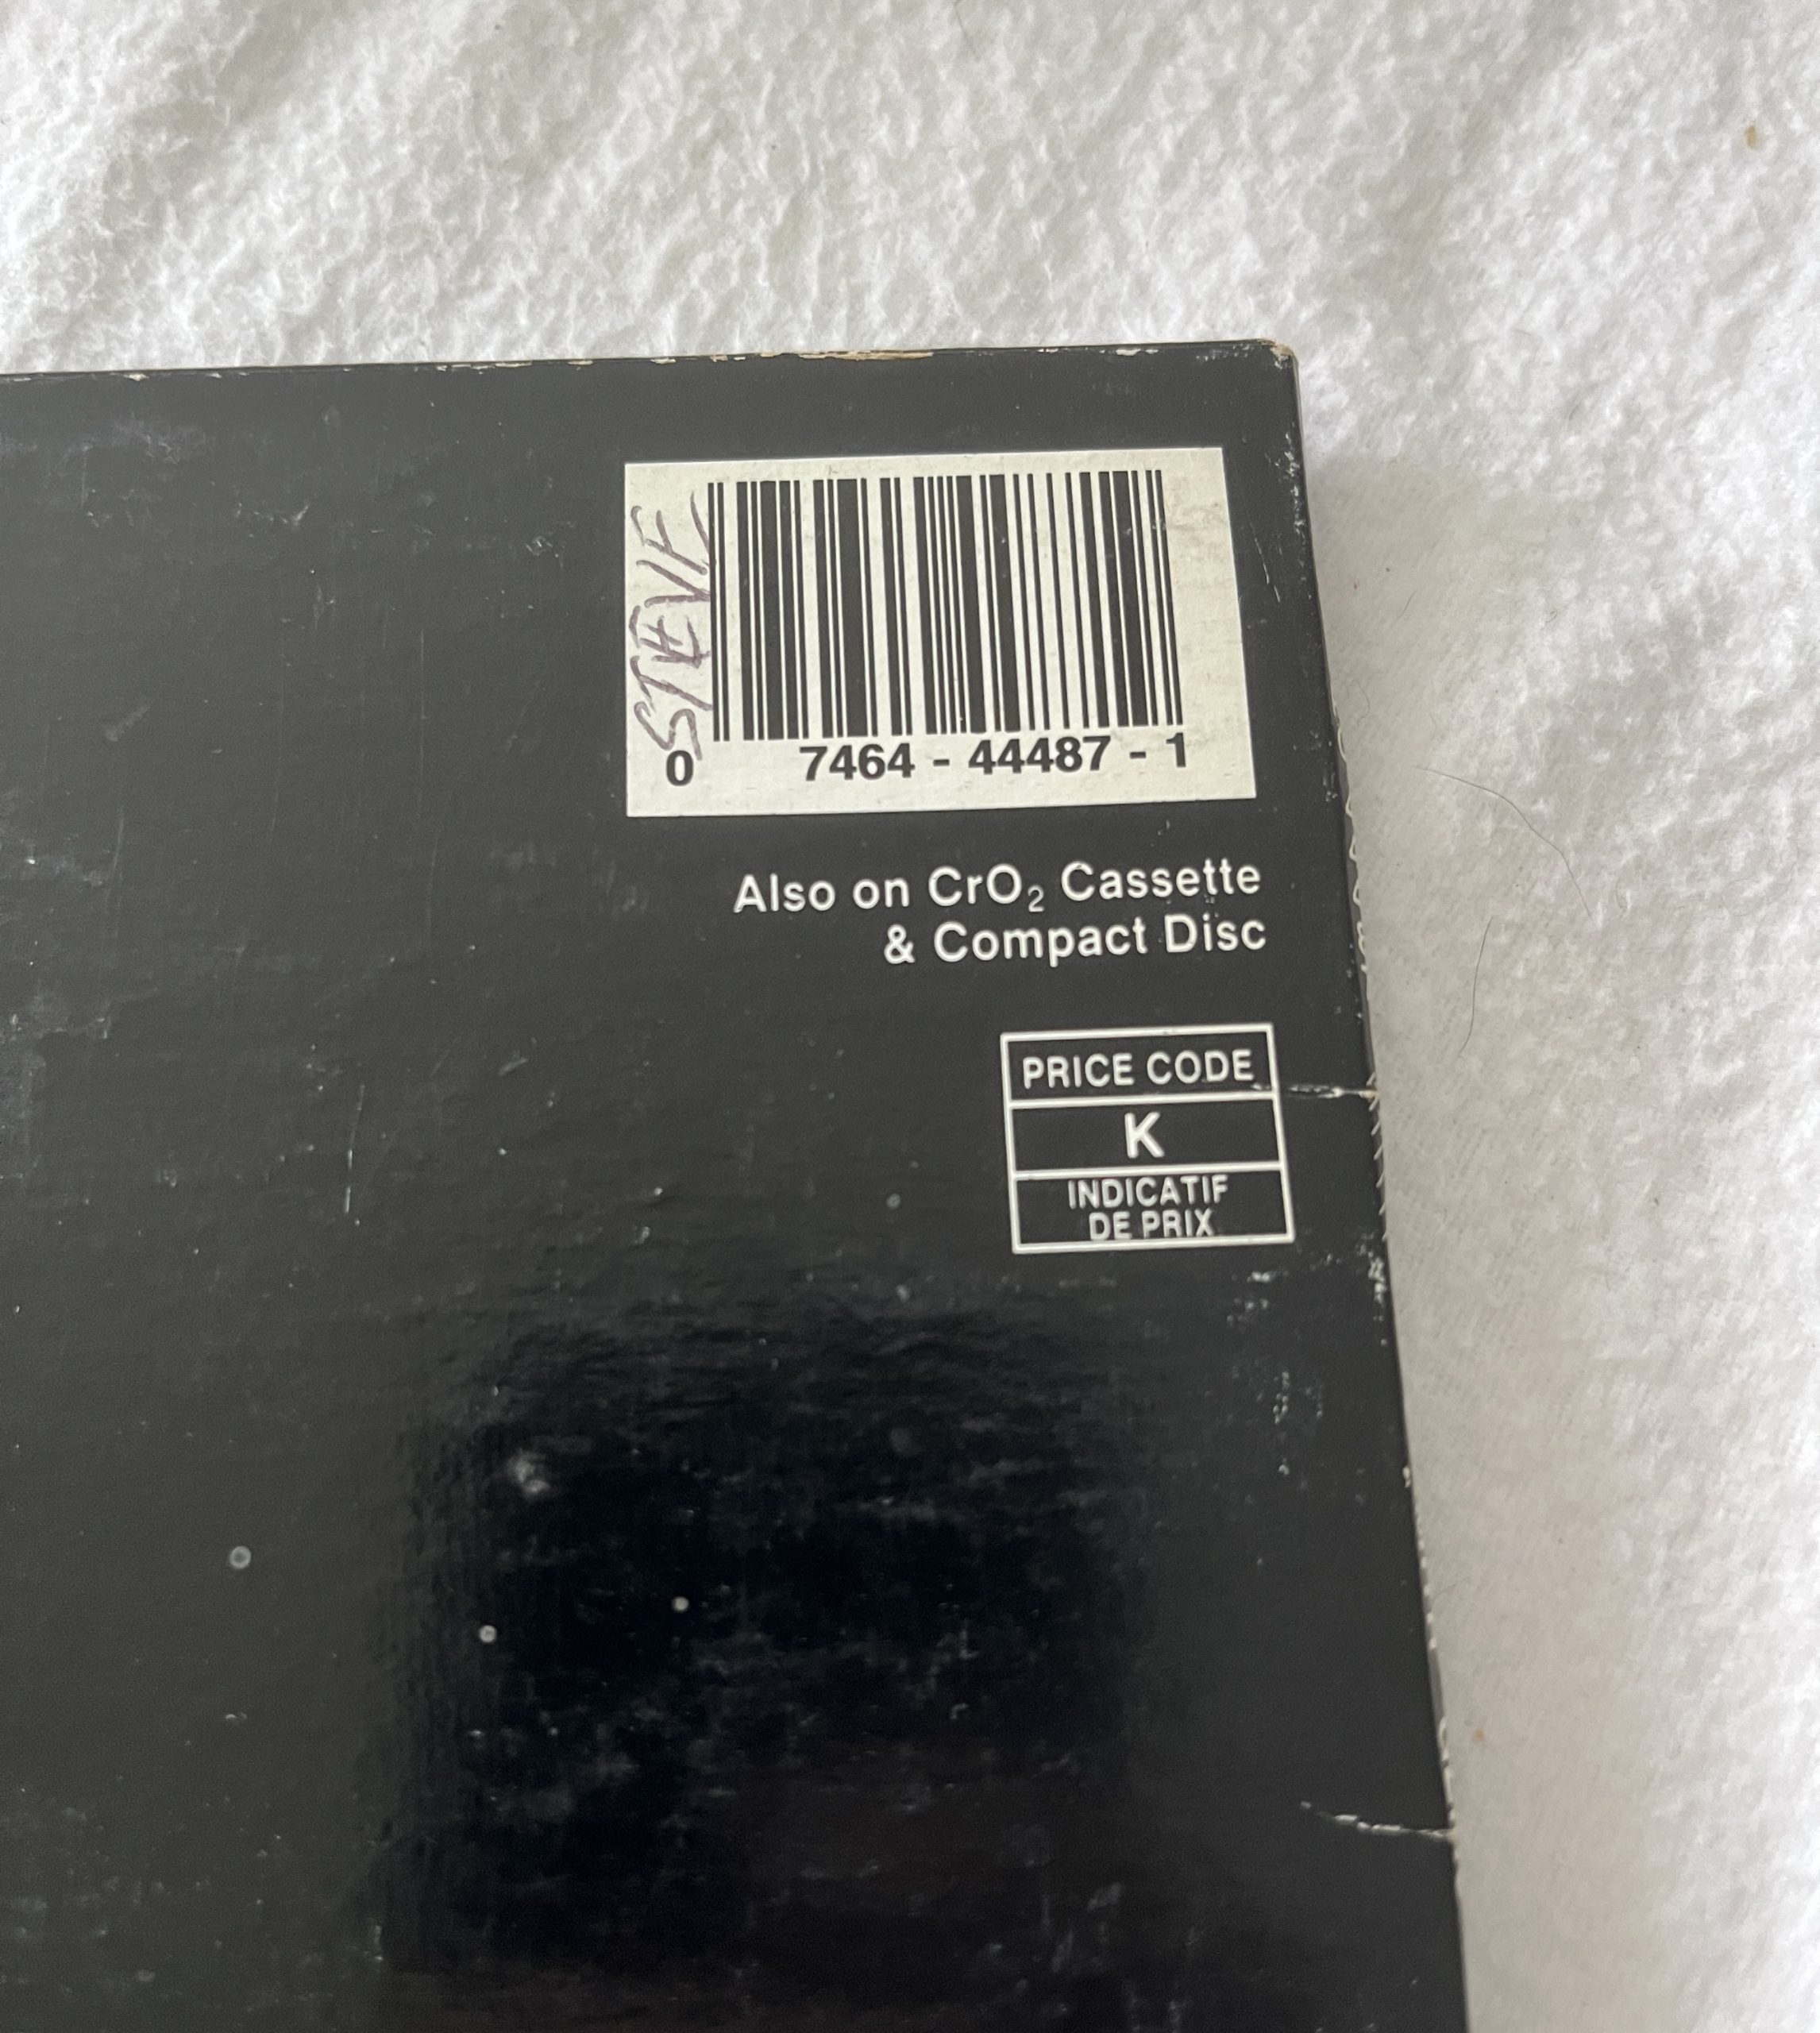 STEVE
0 7464 - 44487 - 1
Also on CrO₂ Cassette
& Compact Disc
PRICE CODE
K
INDICATIF
DE PRIX